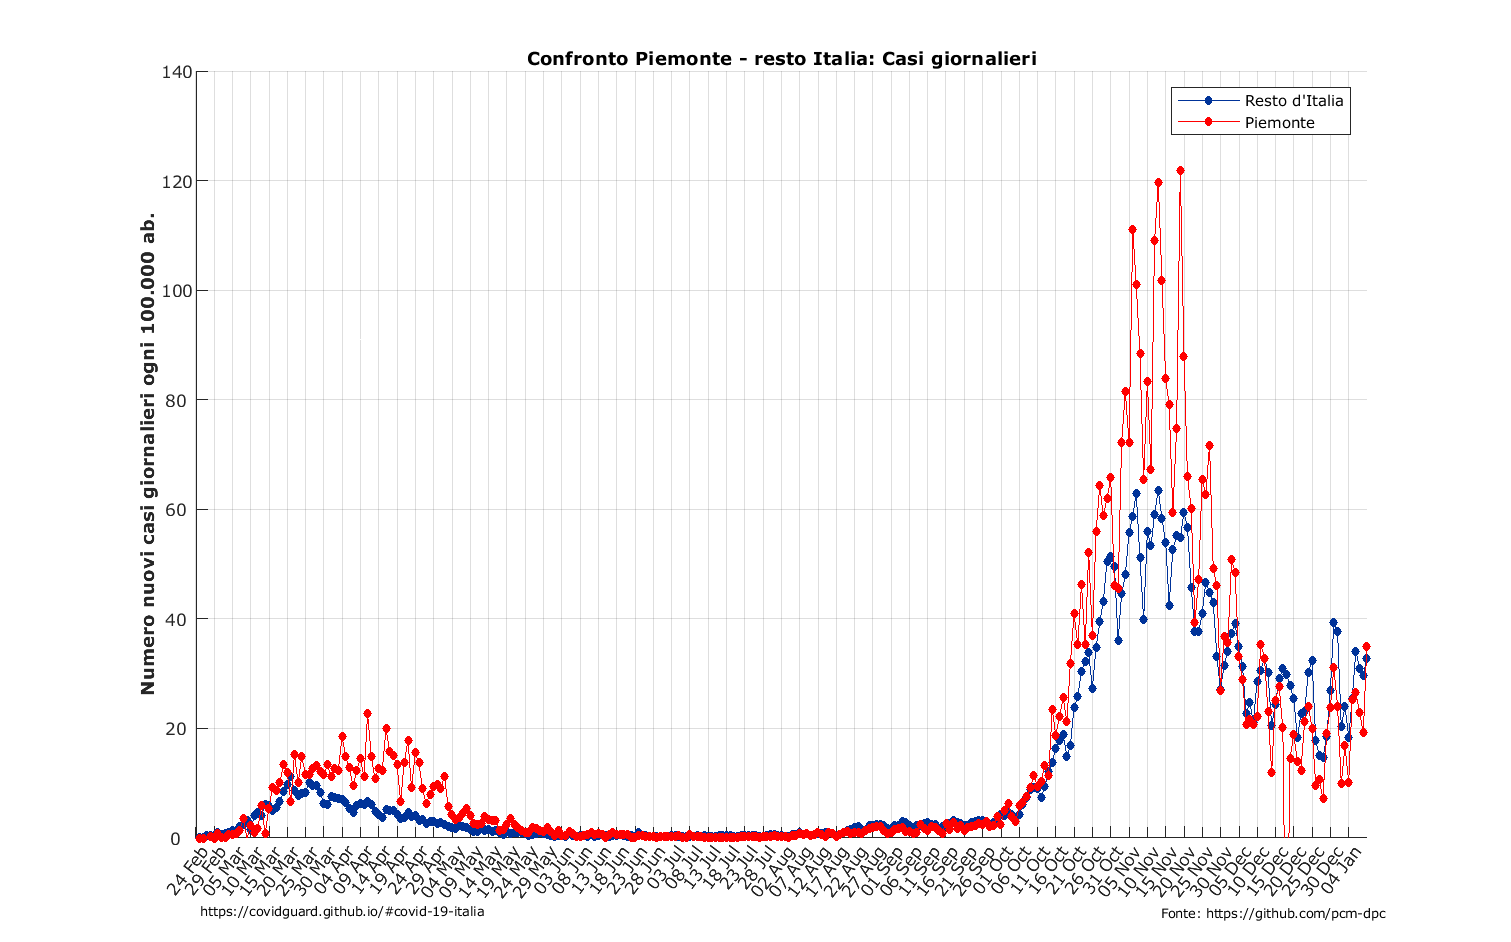 Confronto Piemonte - resto Italia: Casi giornalieri
Resto d'Italia
Piemonte
Numero nuovi casi giornalieri ogni 100.000 ab.
140
120
100
80
60
40
20
0
24 Feb
29 Feb
05 Mar
10 Mar
15 Mar
20 Mar
25 Mar
30 Mar
04 Apr
09 Apr
14 Apr
19 Apr
24 Apr
29 Apr
04 May
09 May
14 May
19 May
24 May
29 May
03 Jun
08 Jun
13 Jun
18 Jun
23 Jun
28 Jun
03 Jul
08 Jul
13 Jul
18 Jul
23 Jul
28 Jul
02 Aug
07 Aug
12 Aug
17 Aug
22 Aug
27 Aug
01 Sep
06 Sep
11 Sep
16 Sep
21 Sep
26 Sep
01 Oct
06 Oct
11 Oct
16 Oct
21 Oct
26 Oct
31 Oct
05 Nov
10 Nov
15 Nov
20 Nov
25 Nov
30 Nov
05 Dec
10 Dec
15 Dec
20 Dec
25 Dec
30 Dec
04 Jan
https://covidguard.github.io/#covid-19-italia
Fonte: https://github.com/pcm-dpc